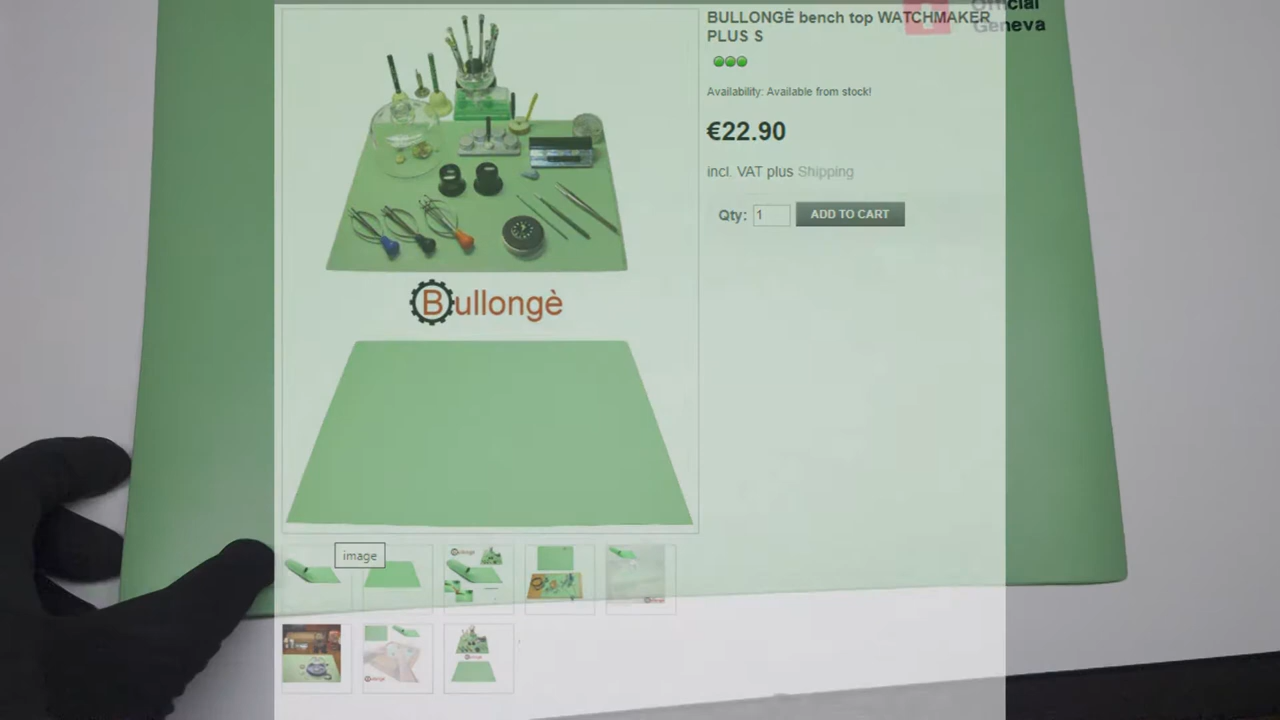 BULLONGÈ bench top WATCHMAKER
PLUS S
Official
Geneva
Availability: Available from stock!
€22.90
incl. VAT plus Shipping
Qty: 1 ADD TO CART
Bullongè
image